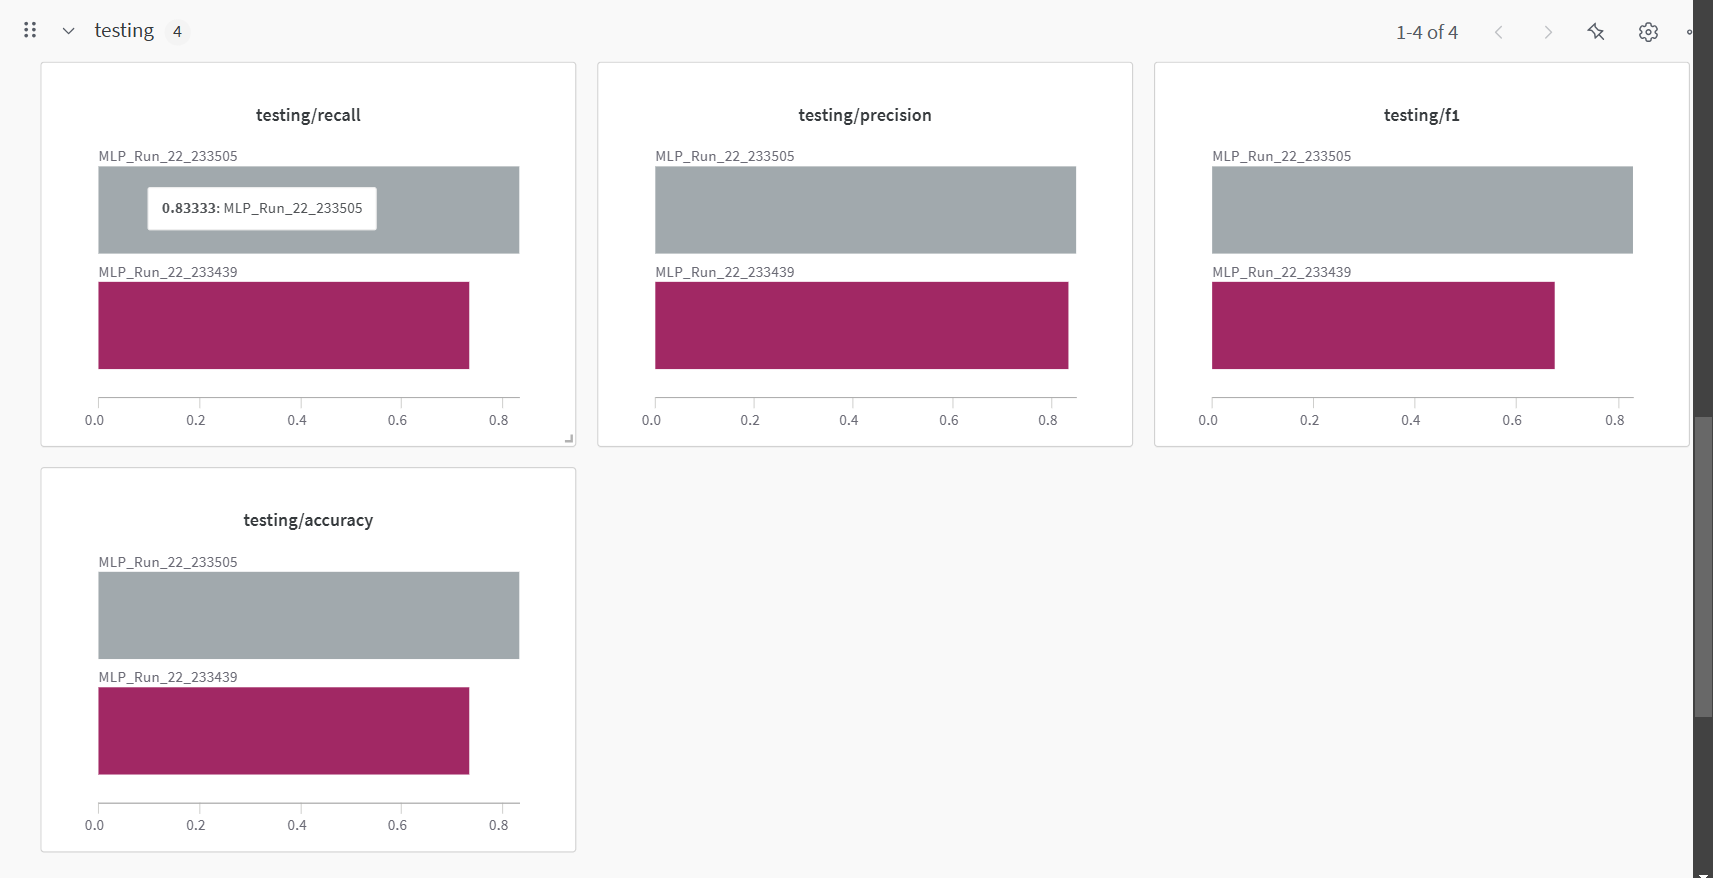 testing 4
1-4 of 4
testing/recall
MLP_Run_22_233505
0.83333: MLP_Run_22_233505
MLP_Run_22_233439
0.0 0.2 0.4 0.6 0.8
testing/precision
MLP_Run_22_233505
MLP_Run_22_233439
0.0 0.2 0.4 0.6 0.8
testing/f1
MLP_Run_22_233505
MLP_Run_22_233439
0.0 0.2 0.4 0.6 0.8
testing/accuracy
MLP_Run_22_233505
MLP_Run_22_233439
0.0 0.2 0.4 0.6 0.8